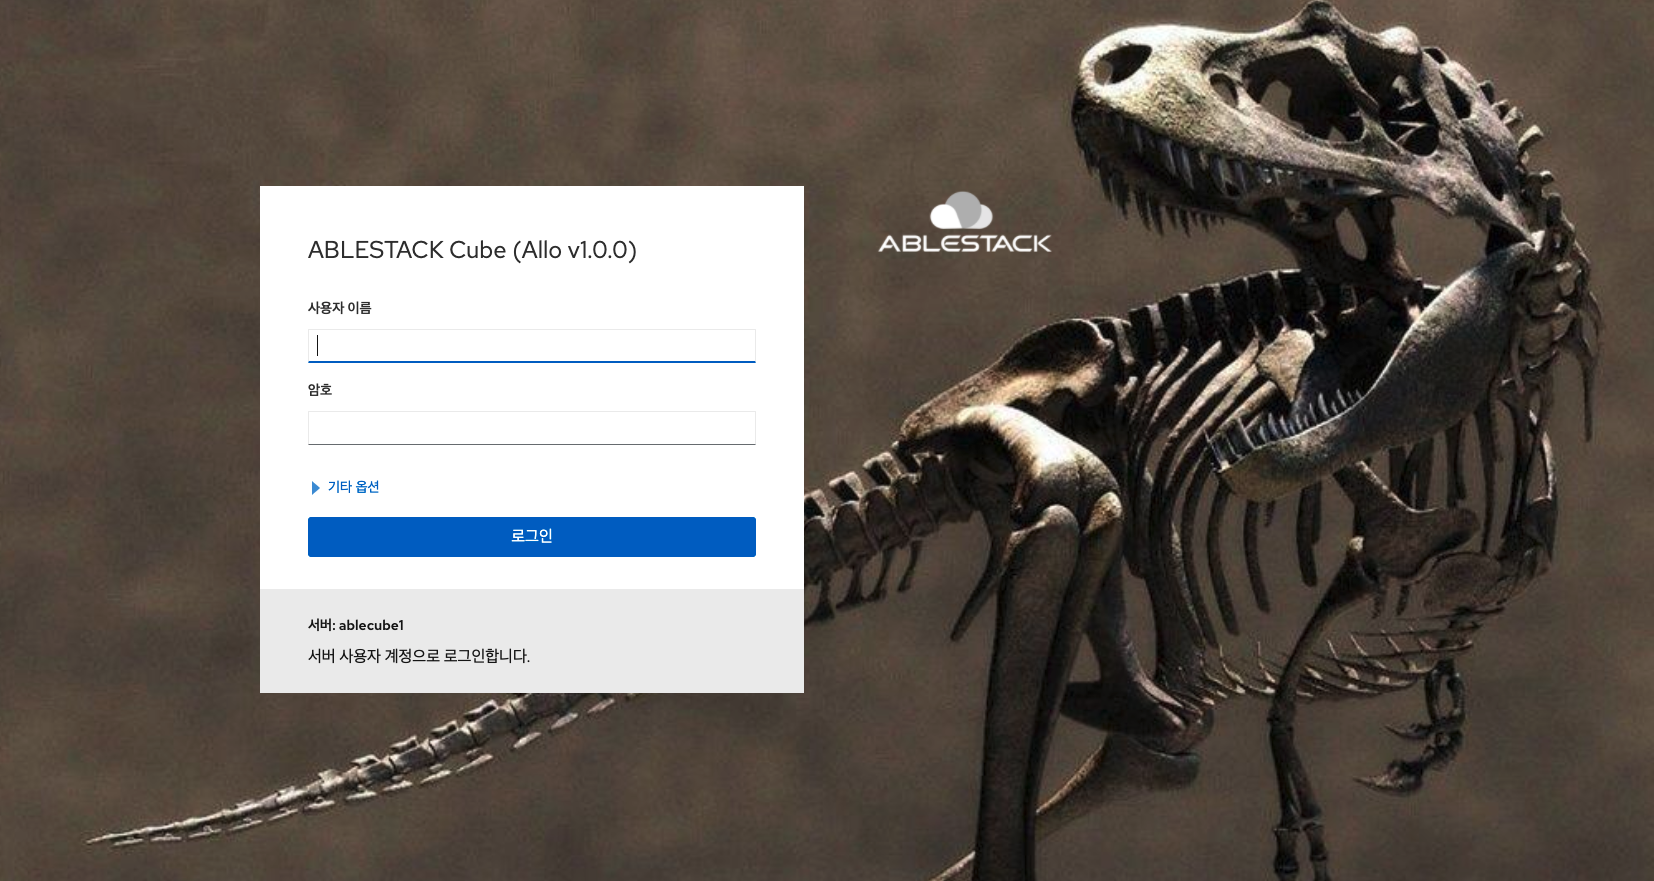 ABLESTACK Cube (Allo v1.0.0)
사용자 이름
암호
기타 옵션
로그인
서버: ablecube1
서버 사용자 계정으로 로그인합니다.
ABLESTACK